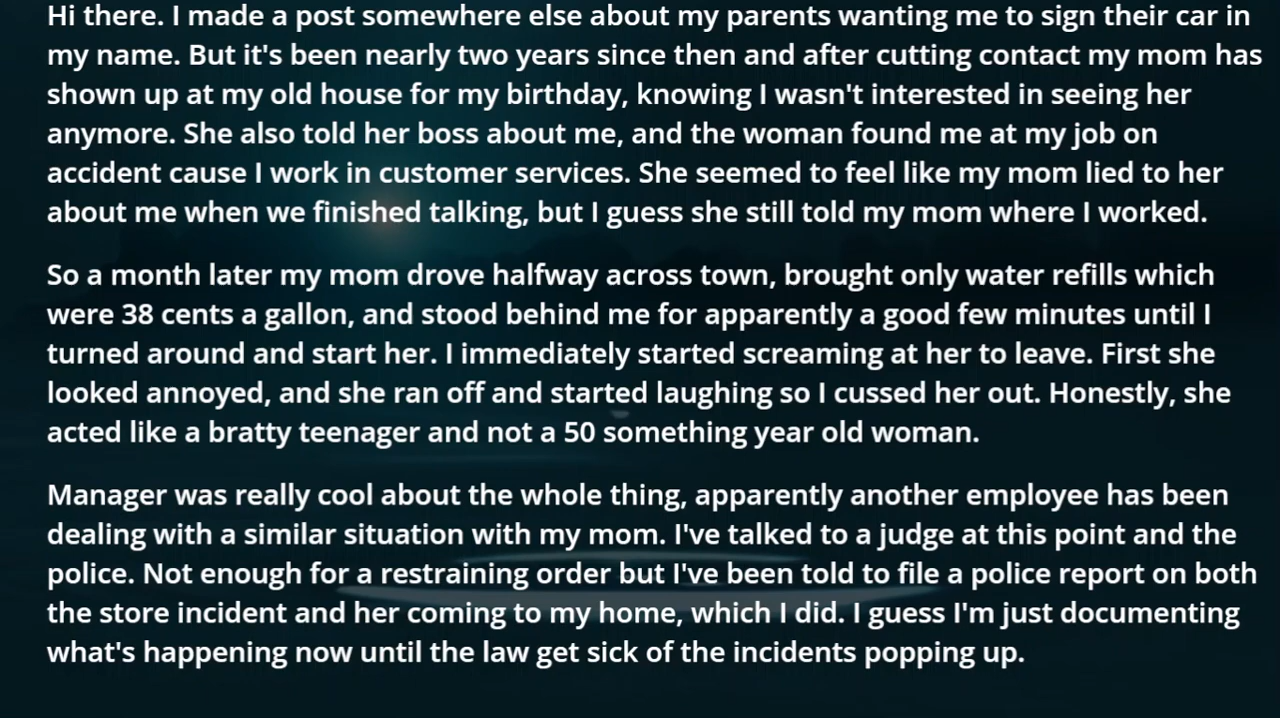 Hi there. I made a post somewhere else about my parents wanting me to sign their car in
my name. But it's been nearly two years since then and after cutting contact my mom has
shown up at my old house for my birthday, knowing I wasn't interested in seeing her
anymore. She also told her boss about me, and the woman found me at my job on
accident cause I work in customer services. She seemed to feel like my mom lied to her
about me when we finished talking, but I guess she still told my mom where I worked.
So a month later my mom drove halfway across town, brought only water refills which
were 38 cents a gallon, and stood behind me for apparently a good few minutes until I
turned around and start her. I immediately started screaming at her to leave. First she
looked annoyed, and she ran off and started laughing so I cussed her out. Honestly, she
acted like a bratty teenager and not a 50 something year old woman.
Manager was really cool about the whole thing, apparently another employee has been
dealing with a similar situation with my mom. I've talked to a judge at this point and the
police. Not enough for a restraining order but I've been told to file a police report on both
the store incident and her coming to my home, which I did. I guess I'm just documenting
what's happening now until the law get sick of the incidents popping up.